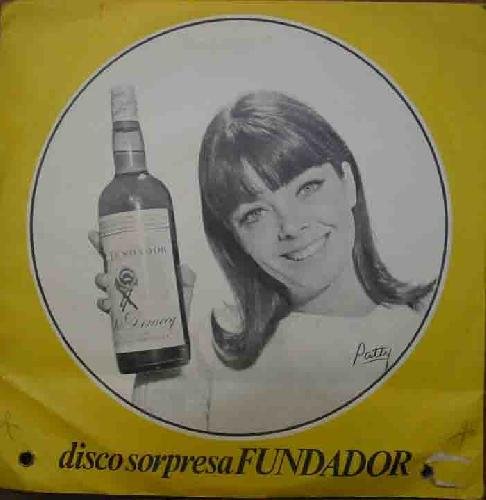 FUNDADOR
Domecq
Patty
disco sorpresa FUNDADOR